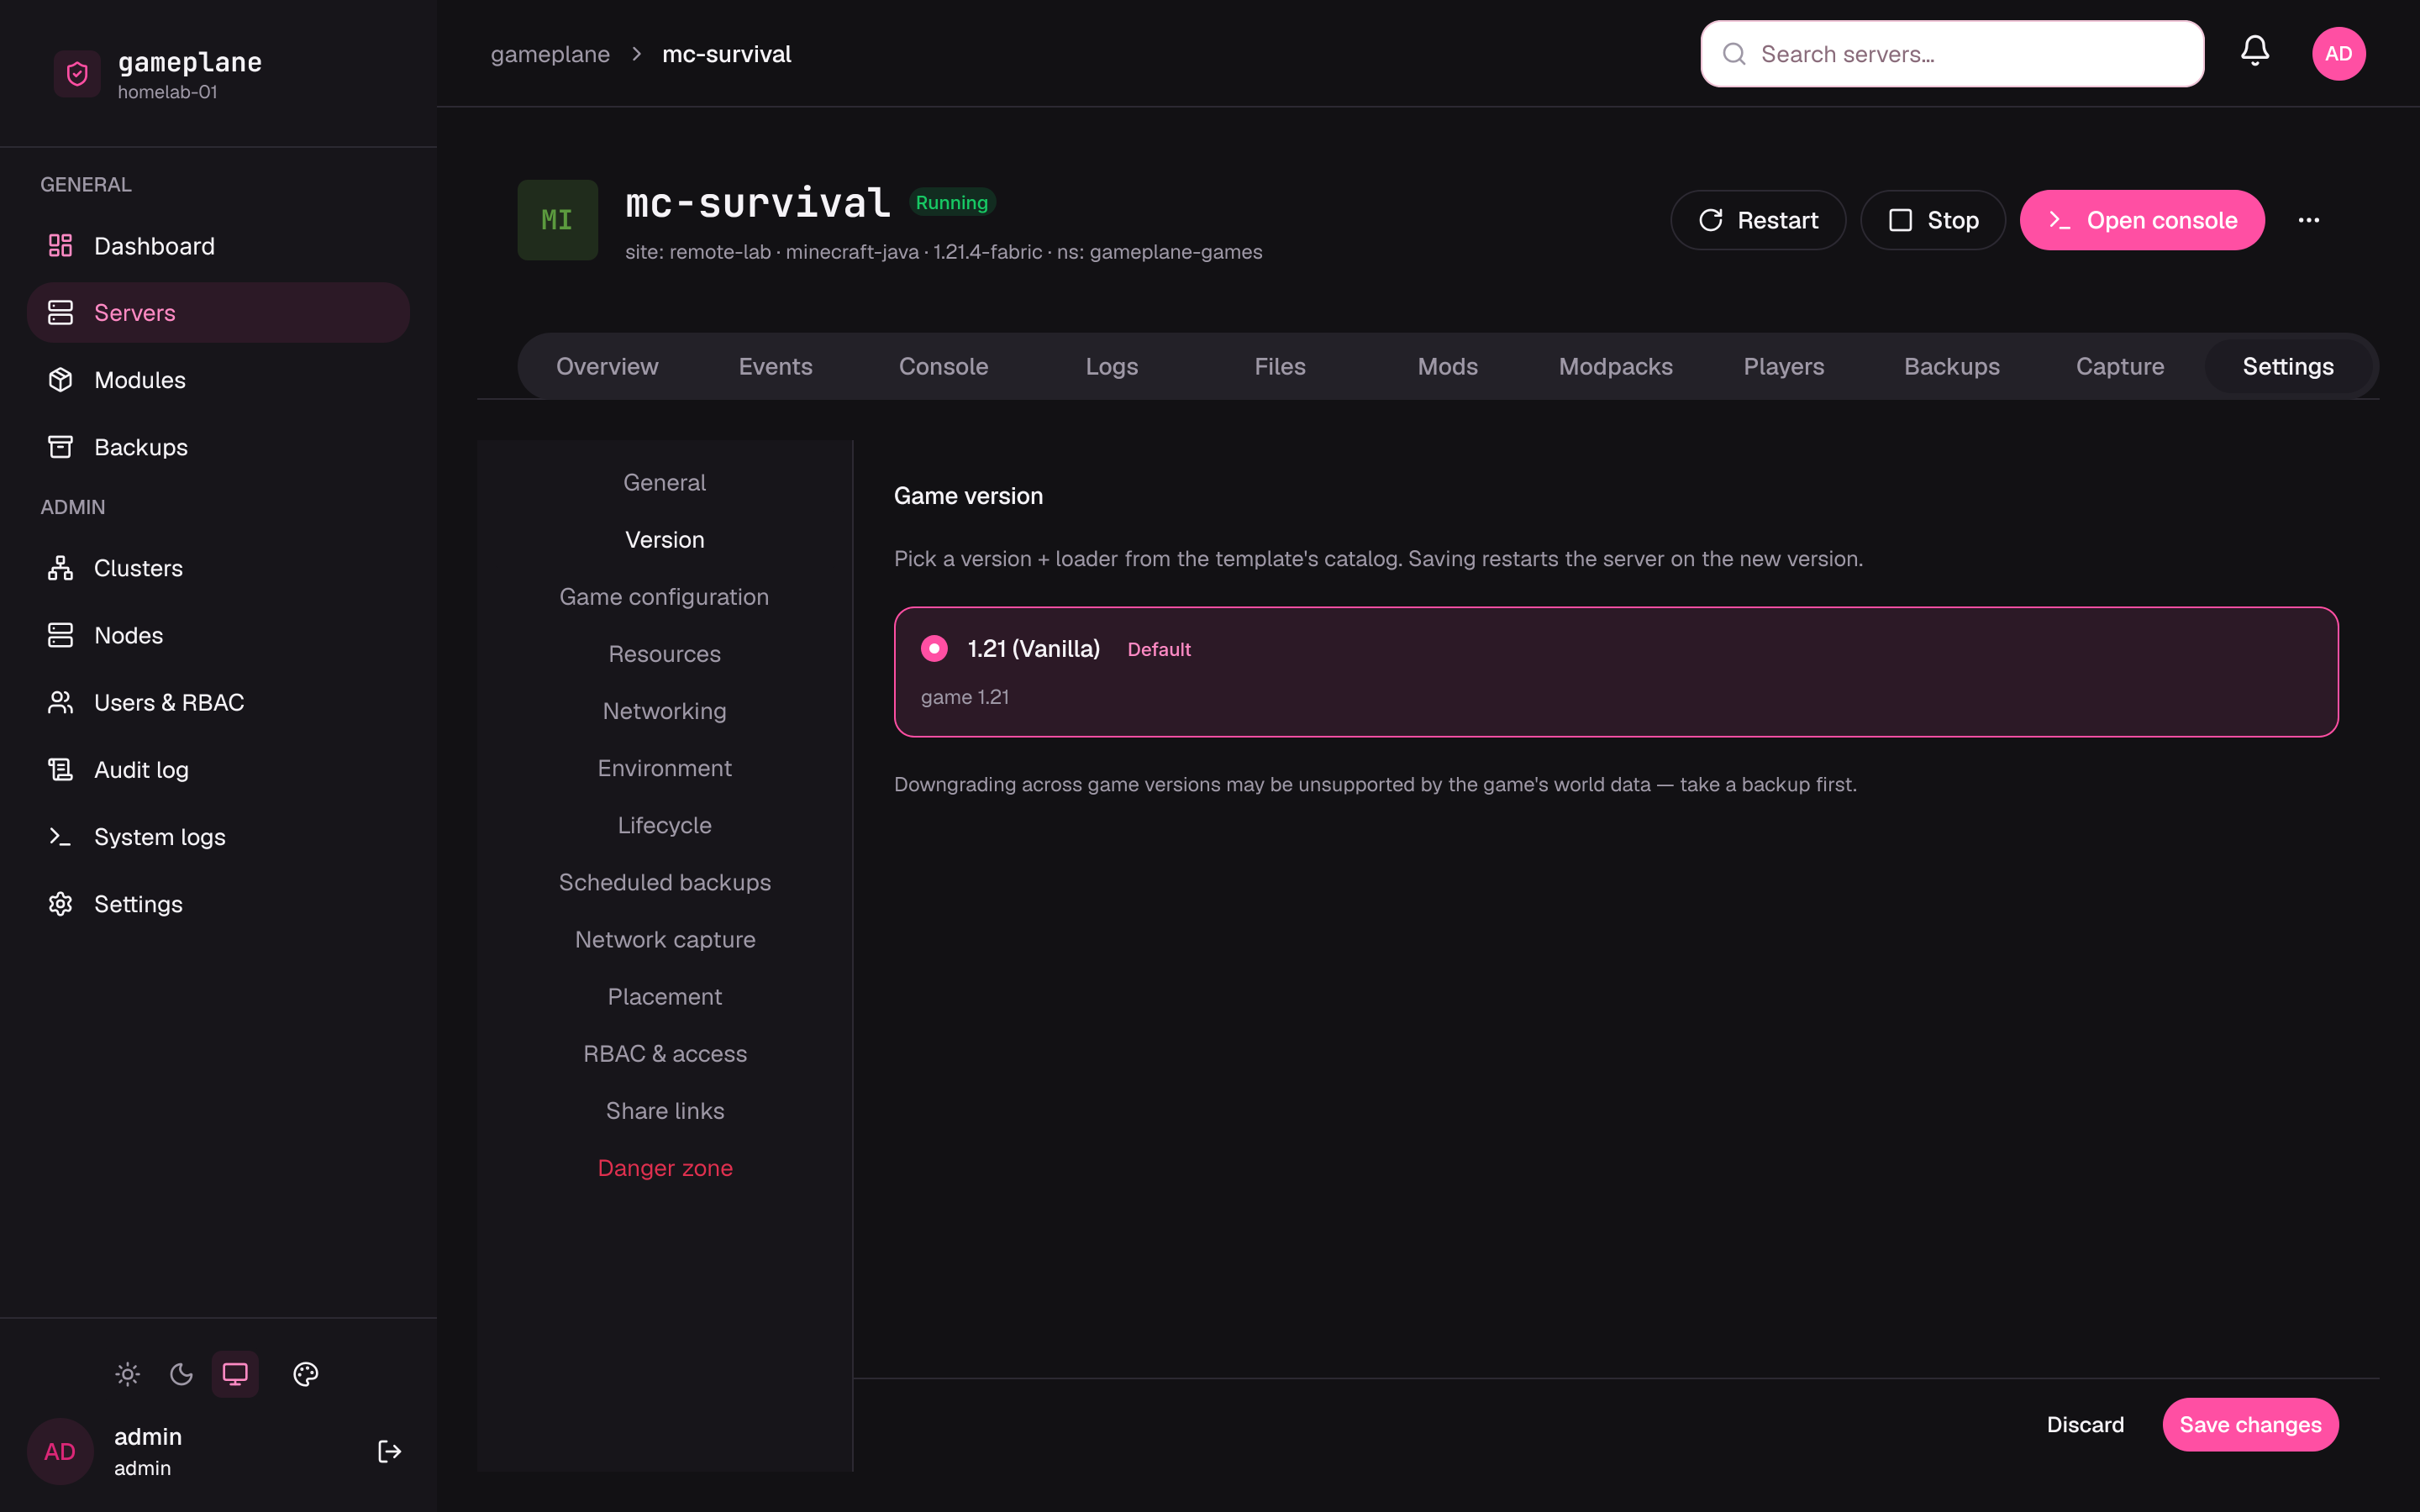 gameplane
homelab-01
GENERAL
Dashboard
Servers
Modules
Backups
ADMIN
Clusters
Nodes
Users & RBAC
Audit log
System logs
Settings
AD
admin
admin
gameplane > mc-survival
Search servers...
AD
MI
mc-survival
Running
site: remote-lab · minecraft-java · 1.21.4-fabric · ns: gameplane-games
Restart
Stop
Open console
Overview
Events
Console
Logs
Files
Mods
Modpacks
Players
Backups
Capture
Settings
General
Version
Game configuration
Resources
Networking
Environment
Lifecycle
Scheduled backups
Network capture
Placement
RBAC & access
Share links
Danger zone
Game version
Pick a version + loader from the template's catalog. Saving restarts the server on the new version.
1.21 (Vanilla) Default
game 1.21
Downgrading across game versions may be unsupported by the game's world data — take a backup first.
Discard
Save changes